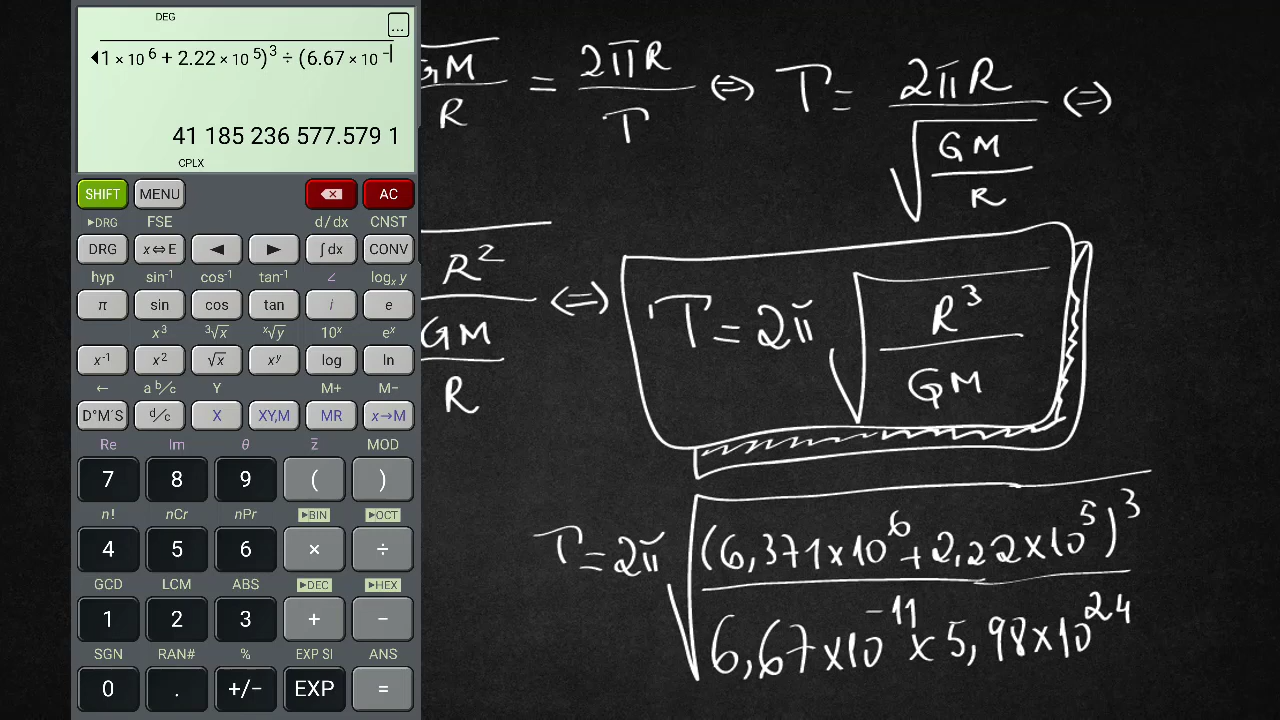 DEG
...
1 × 10⁶ + 2.22 × 10⁵)³ ÷ (6.67 × 10⁻
41 185 236 577.579 1
CPLX
SHIFT MENU AC
▶DRG FSE d/dx CNST
DRG x⇔E ◀ ▶ ∫dx CONV
hyp sin⁻¹ cos⁻¹ tan⁻¹ ∠ logₓ y
π sin cos tan i e
x³ ³√x ˣ√y 10ˣ eˣ
x⁻¹ x² √x xʸ log ln
← a b/c Y M+ M−
D°M′S d/c X XY,M MR x→M
Re Im θ z̅ MOD
7 8 9 ( )
n! nCr nPr ▶BIN ▶OCT
4 5 6 × ÷
GCD LCM ABS ▶DEC ▶HEX
1 2 3 + −
SGN RAN# % EXP SI ANS
0 . +/− EXP =
GM/R = 2πR/T ⇔ T = 2πR/√(GM/R) ⇔
R²/(GM/R) ⇔ T = 2π √(R³/GM)
T = 2π √((6,371×10⁶ + 2,22×10⁵)³/(6,67×10⁻¹¹ × 5,98×10²⁴))